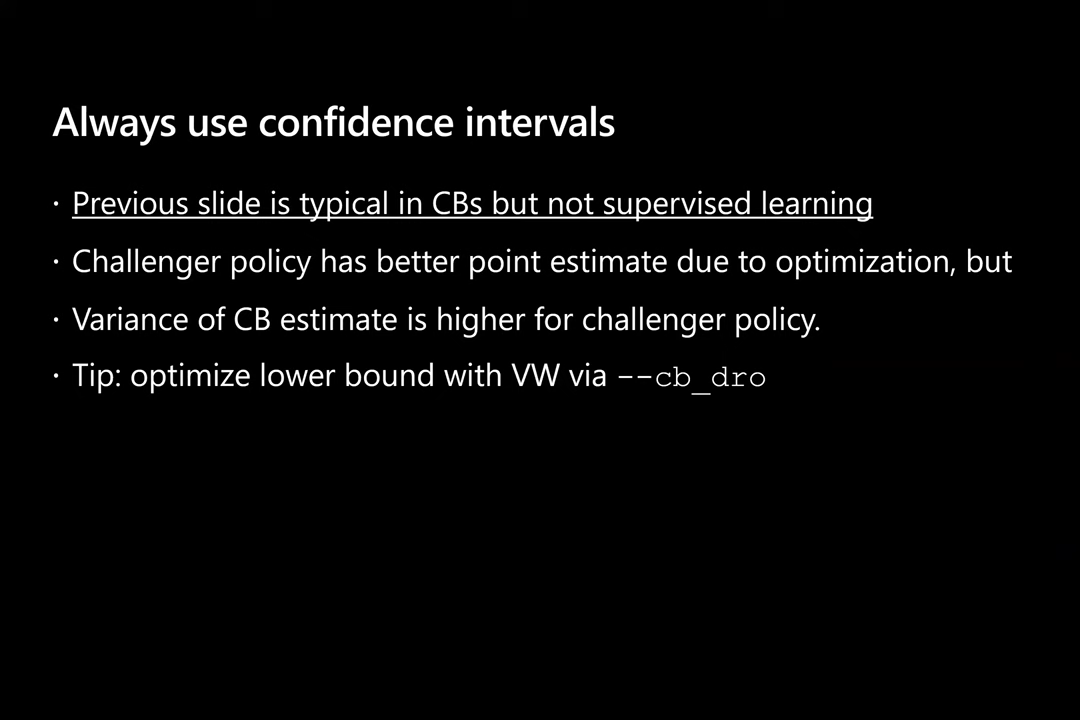 Always use confidence intervals
· Previous slide is typical in CBs but not supervised learning
· Challenger policy has better point estimate due to optimization, but
· Variance of CB estimate is higher for challenger policy.
· Tip: optimize lower bound with VW via --cb_dro